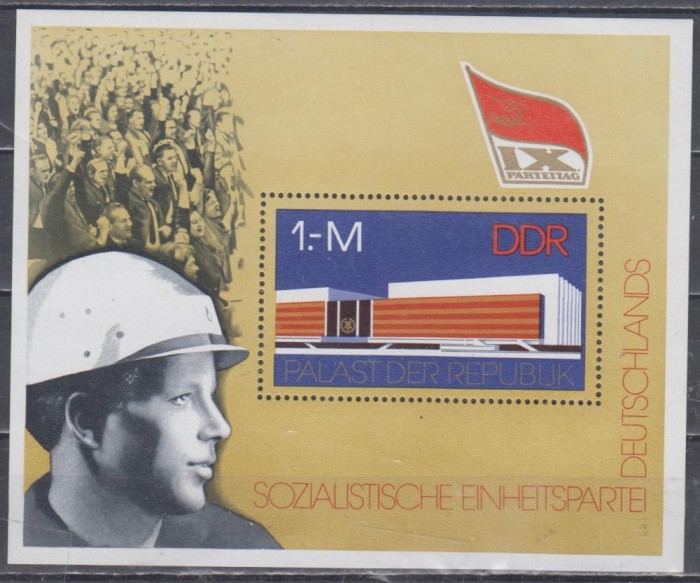 IX.
PARTEITAG
1.-M
DDR
PALAST DER REPUBLIK
SOZIALISTISCHE EINHEITSPARTEI
DEUTSCHLANDS